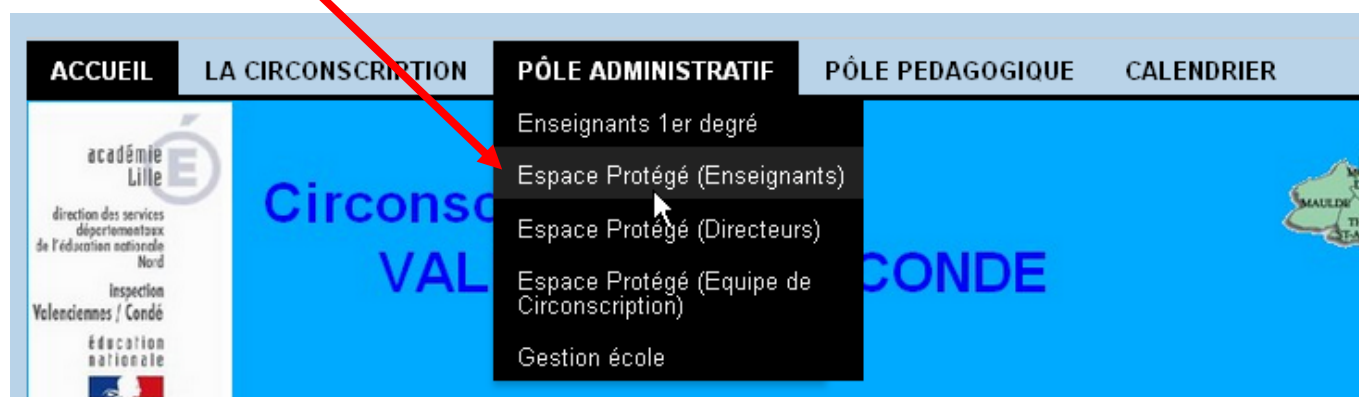 ACCUEIL LA CIRCONSCRIPTION PÔLE ADMINISTRATIF PÔLE PEDAGOGIQUE CALENDRIER
Enseignants 1er degré
Espace Protégé (Enseignants)
Espace Protégé (Directeurs)
Espace Protégé (Equipe de
Circonscription)
Gestion école
académie
Lille
direction des services
départementaux
de l'éducation nationale
Nord
inspection
Valenciennes / Condé
éducation
nationale
Circonsc
VAL CONDE
MAULDE